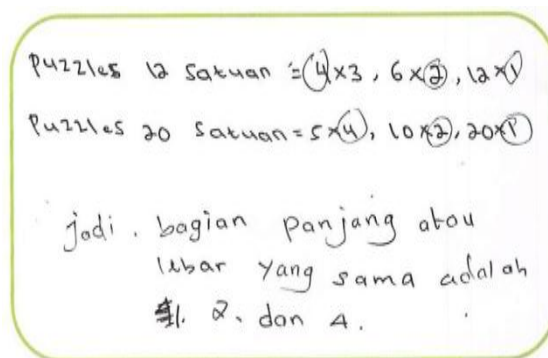 Puzzles 12 satuan = 4x3, 6x2, 12x1
Puzzles 20 satuan = 5x4, 10x2, 20x1
jadi. bagian panjang atau
lebar yang sama adalah
1. 2. dan 4.